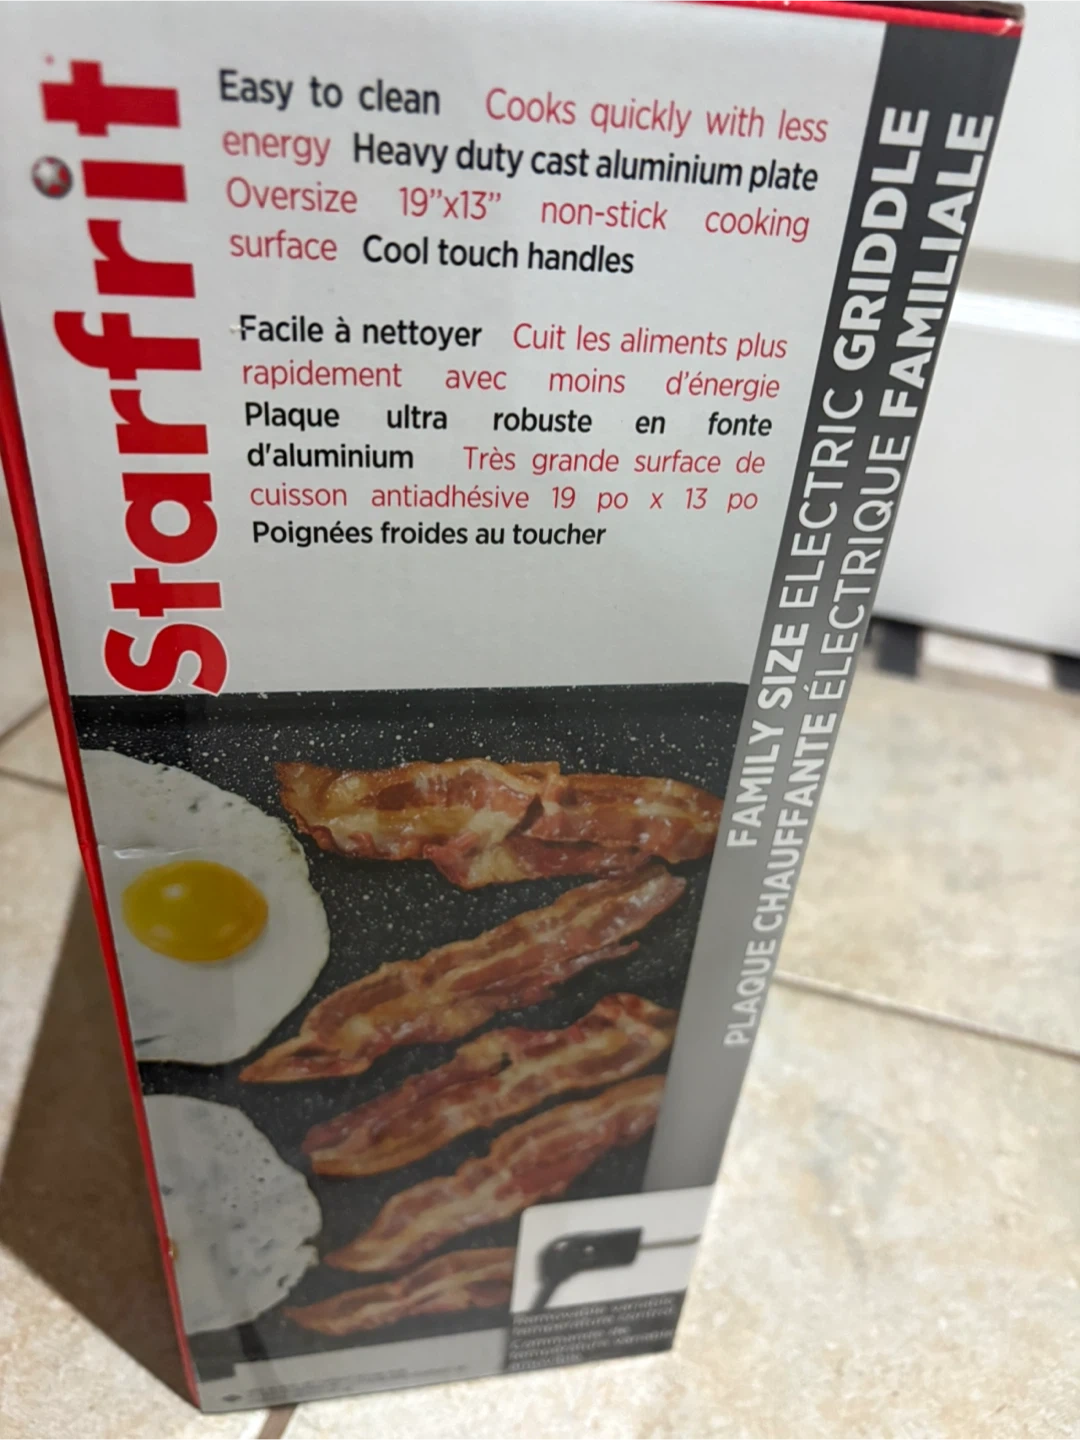 Starfrit
Easy to clean Cooks quickly with less
energy Heavy duty cast aluminium plate
Oversize 19”x13” non-stick cooking
surface Cool touch handles
Facile à nettoyer Cuit les aliments plus
rapidement avec moins d'énergie
Plaque ultra robuste en fonte
d'aluminium Très grande surface de
cuisson antiadhésive 19 po x 13 po
Poignées froides au toucher
FAMILY SIZE ELECTRIC GRIDDLE
PLAQUE CHAUFFANTE ÉLECTRIQUE FAMILIALE